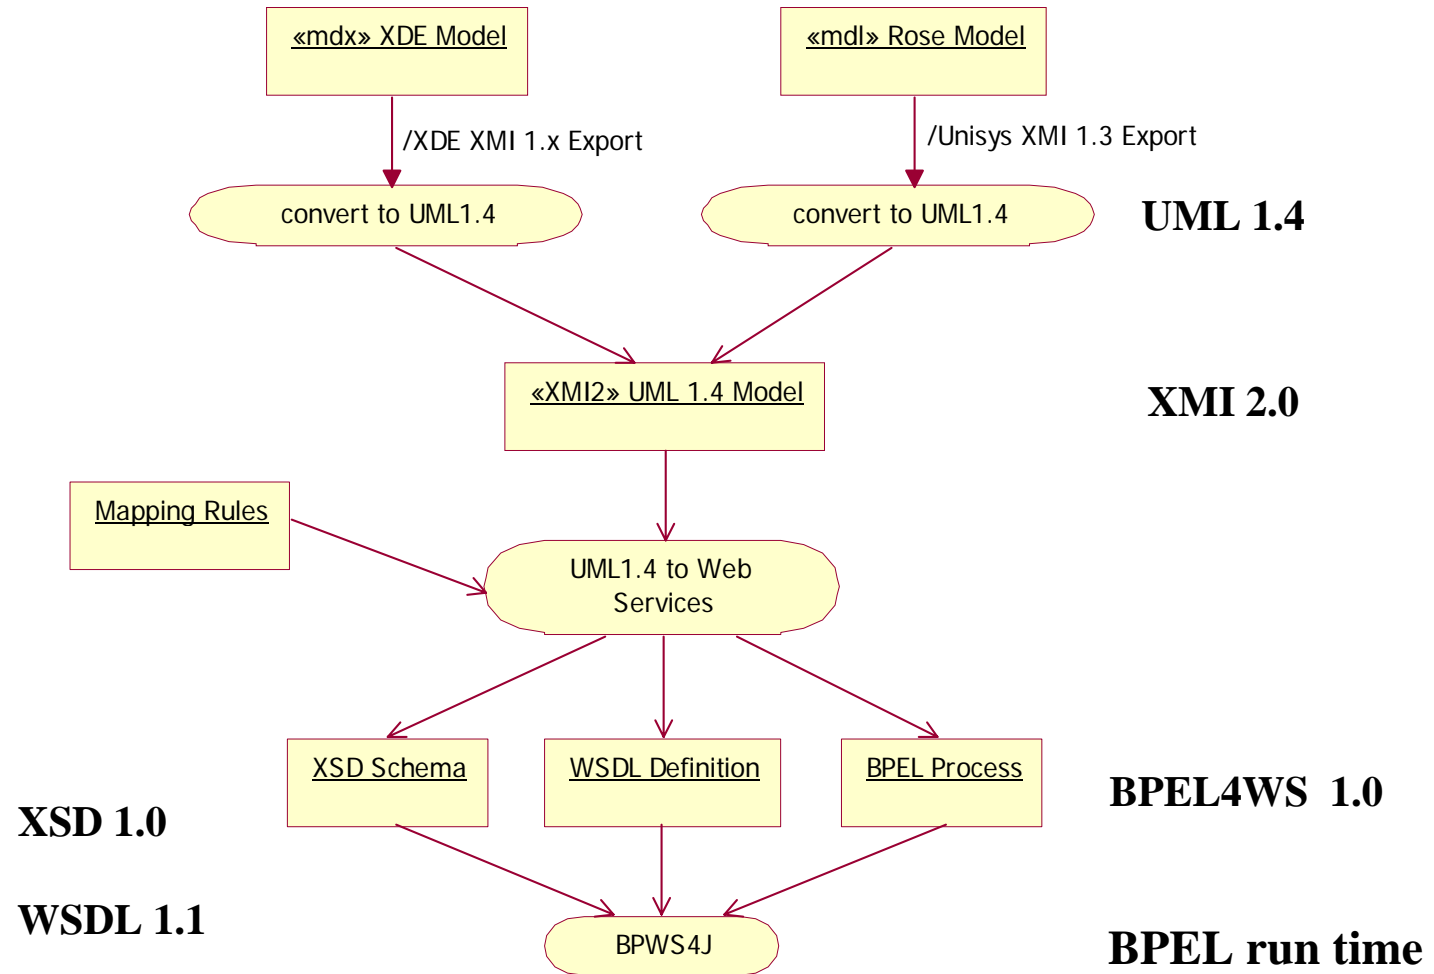 «mdx» XDE Model
«mdl» Rose Model
/XDE XMI 1.x Export
/Unisys XMI 1.3 Export
convert to UML1.4
convert to UML1.4
UML 1.4
«XMI2» UML 1.4 Model
XMI 2.0
Mapping Rules
UML1.4 to Web
Services
XSD Schema
WSDL Definition
BPEL Process
BPEL4WS  1.0
XSD 1.0
WSDL 1.1
BPWS4J
BPEL run time